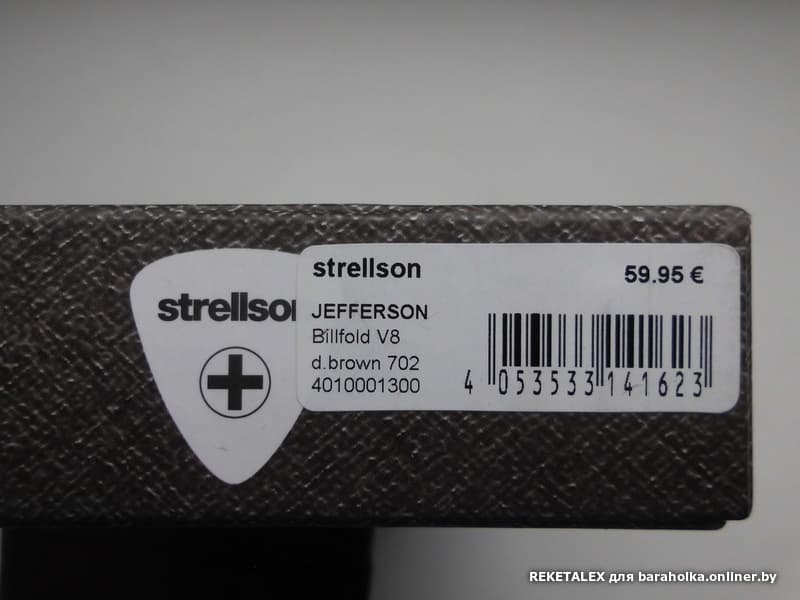 strellson
strellson
59.95 €
JEFFERSON
Billfold V8
d.brown 702
4010001300
4 053533 141623
REKETALEX для baraholka.onliner.by